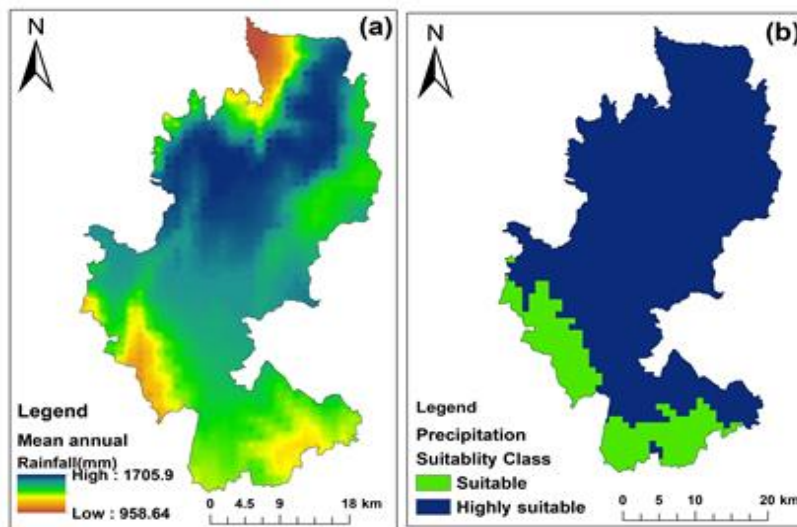 N
(a)
Legend
Mean annual
Rainfall(mm)
High : 1705.9
Low : 958.64
0 4.5 9 18 km
N
(b)
Legend
Precipitation
Suitablity Class
Suitable
Highly suitable
0 5 10 20 km